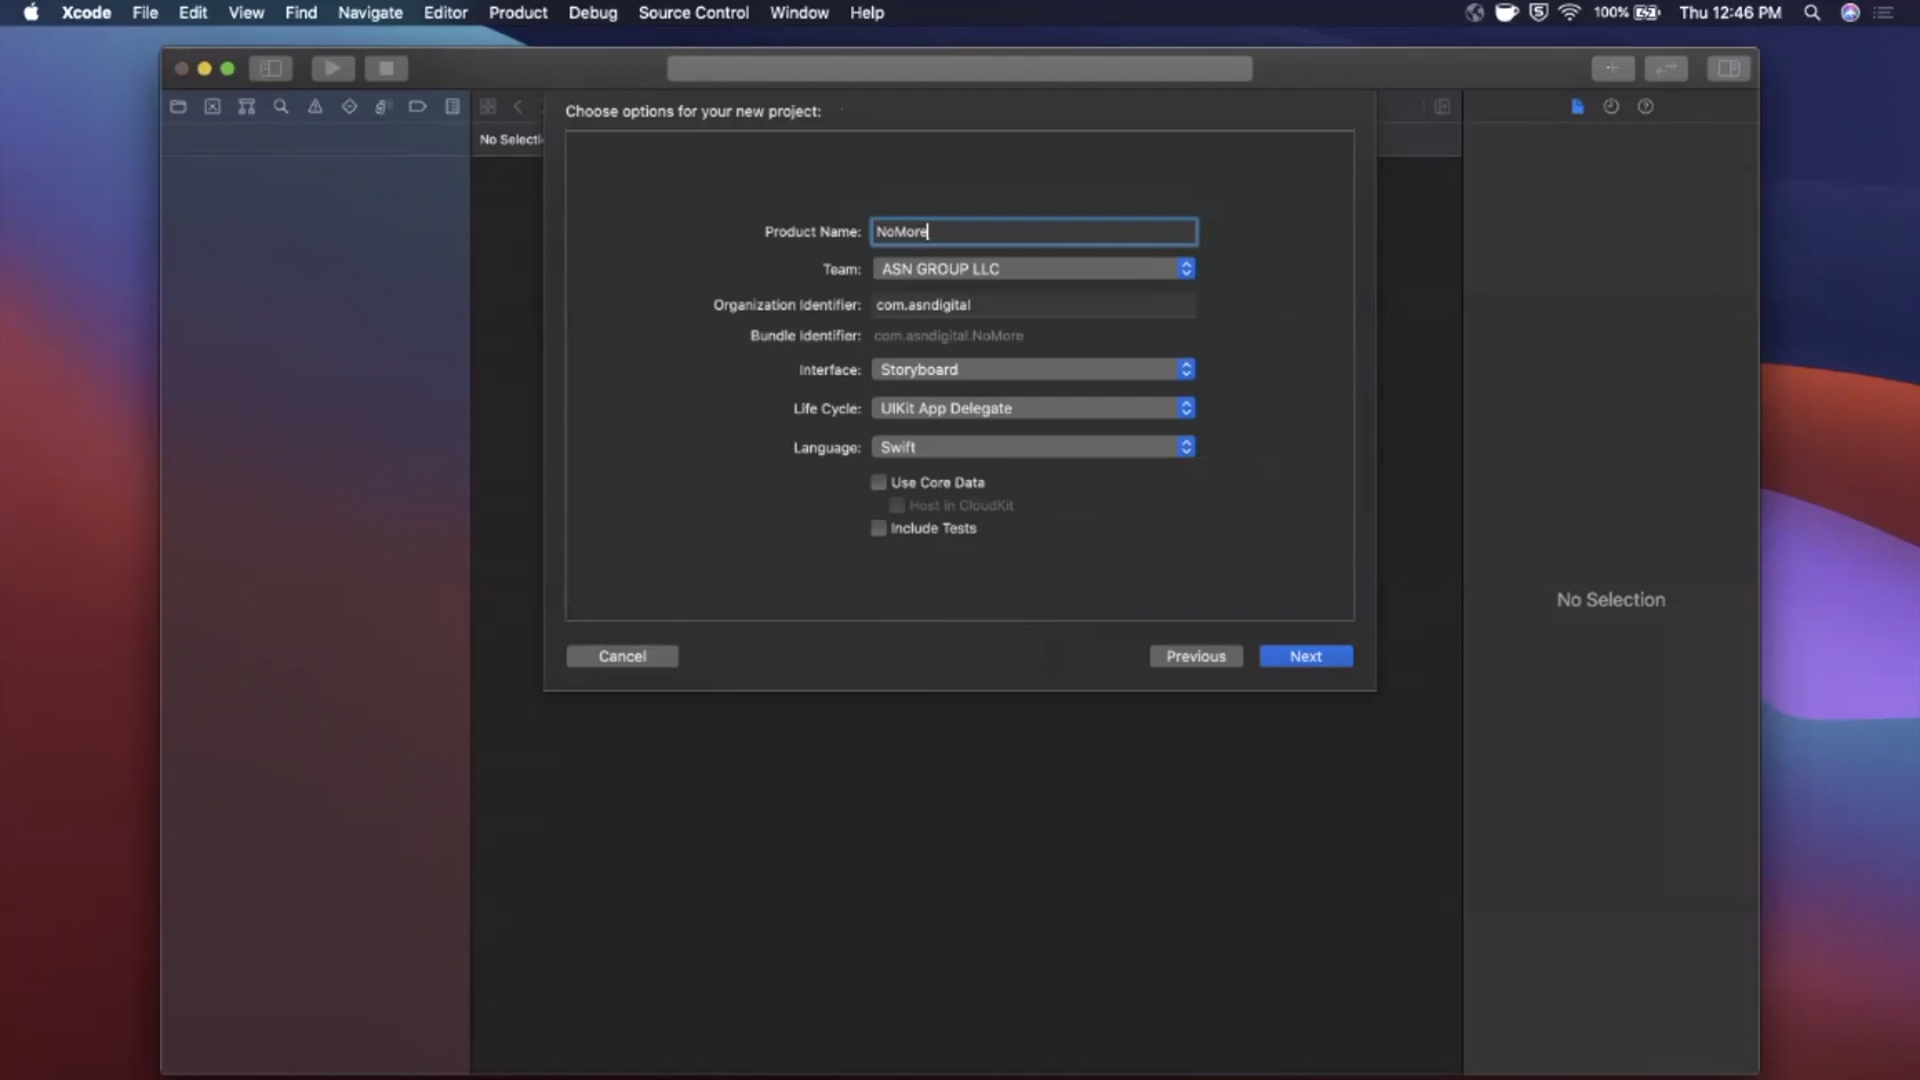 Xcode File Edit View Find Navigate Editor Product Debug Source Control Window Help 100% Thu 12:46 PM
Choose options for your new project:
No Selecti
Product Name: NoMore
Team: ASN GROUP LLC
Organization Identifier: com.asndigital
Bundle Identifier: com.asndigital.NoMore
Interface: Storyboard
Life Cycle: UIKit App Delegate
Language: Swift
Use Core Data
Host in CloudKit
Include Tests
No Selection
Cancel Previous Next